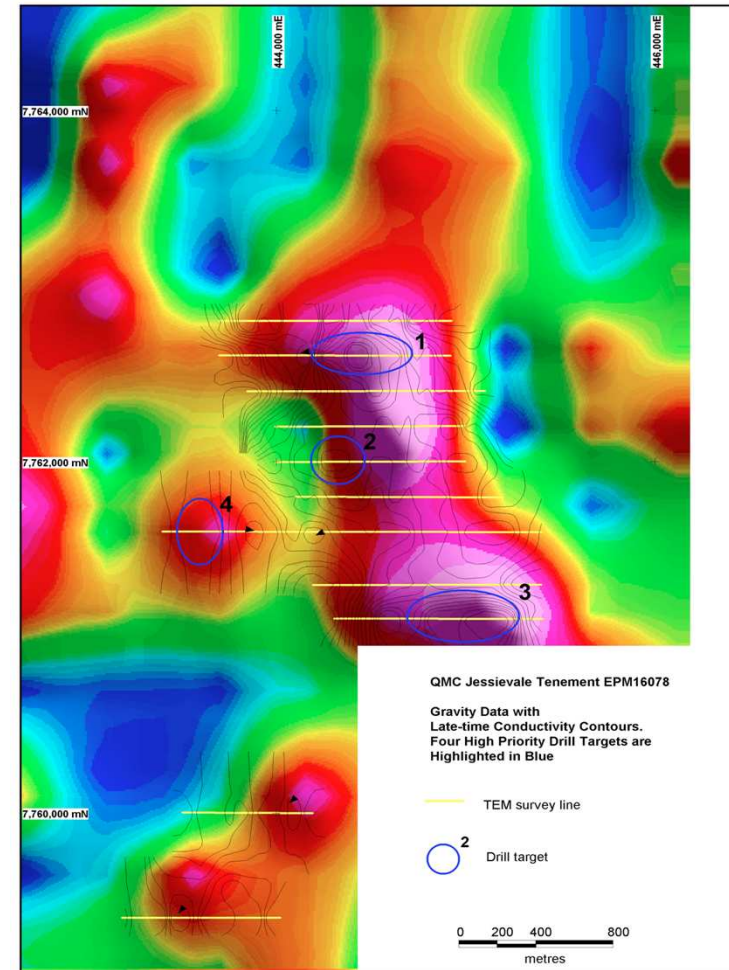 444,000 mE
446,000 mE
7,764,000 mN
1
2
7,762,000 mN
4
3
QMC Jessievale Tenement EPM16078
Gravity Data with
Late-time Conductivity Contours.
Four High Priority Drill Targets are
Highlighted in Blue
7,760,000 mN
TEM survey line
2
Drill target
0 200 400 800
metres